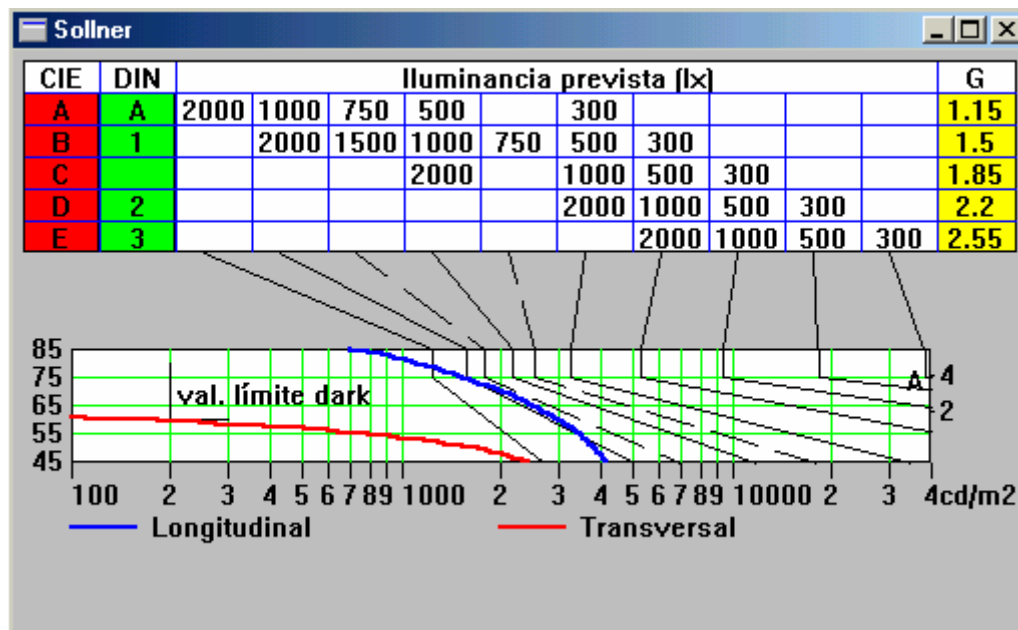 Sollner
CIE DIN Iluminancia prevista (lx) G
A A 2000 1000 750 500 300 1.15
B 1 2000 1500 1000 750 500 300 1.5
C 2000 1000 500 300 1.85
D 2 2000 1000 500 300 2.2
E 3 2000 1000 500 300 2.55
85
75 A 4
65 val. límite dark 2
55
45
100 2 3 4 5 6 7 8 9 1000 2 3 4 5 6 7 8 9 10000 2 3 4 cd/m2
Longitudinal Transversal